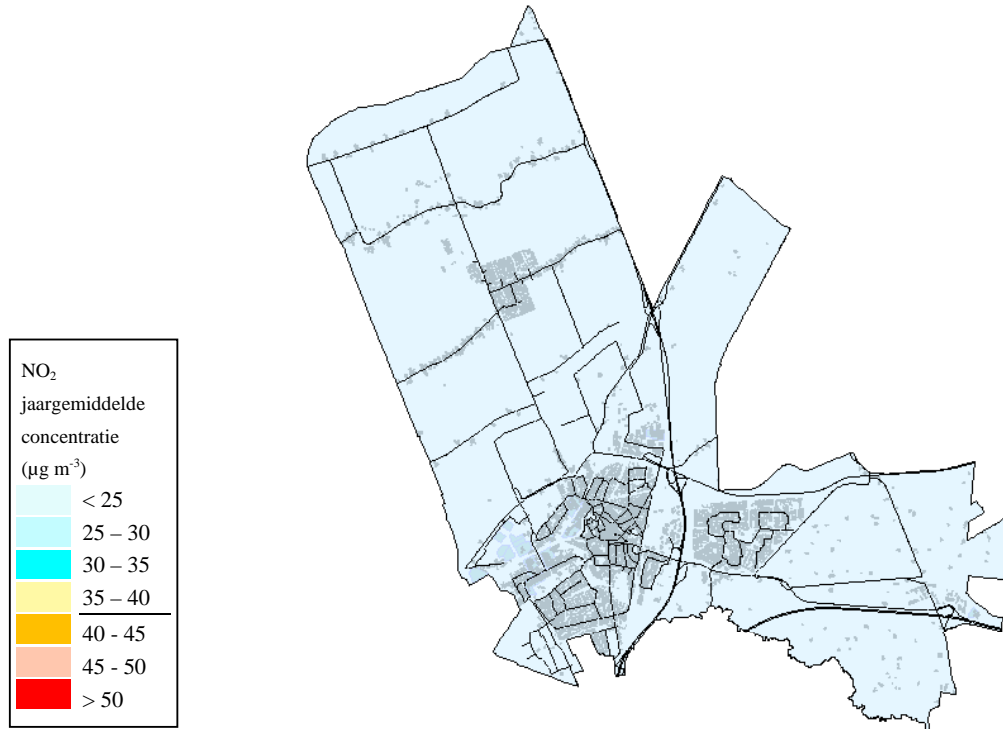 NO₂
jaargemiddelde
concentratie
(µg m⁻³)
< 25
25 – 30
30 – 35
35 – 40
40 - 45
45 - 50
> 50